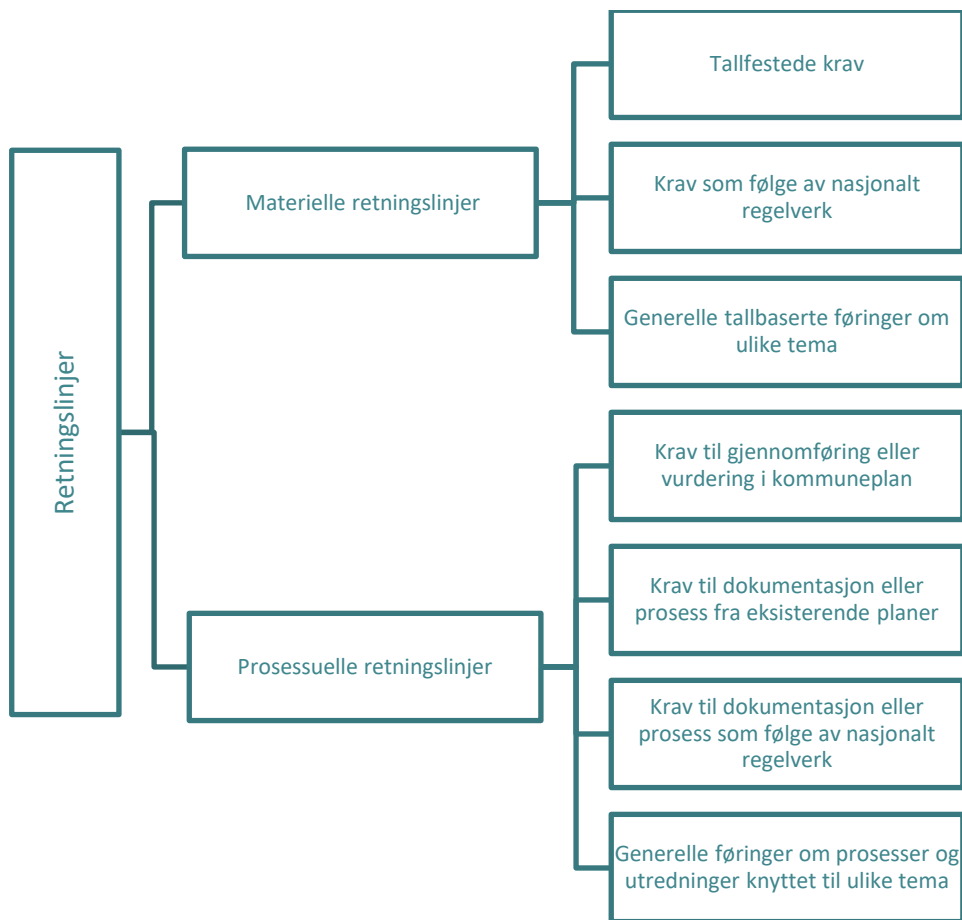 Retningslinjer
Materielle retningslinjer
Tallfestede krav
Krav som følge av nasjonalt
regelverk
Generelle tallbaserte føringer om
ulike tema
Prosessuelle retningslinjer
Krav til gjennomføring eller
vurdering i kommuneplan
Krav til dokumentasjon eller
prosess fra eksisterende planer
Krav til dokumentasjon eller
prosess som følge av nasjonalt
regelverk
Generelle føringer om prosesser og
utredninger knyttet til ulike tema